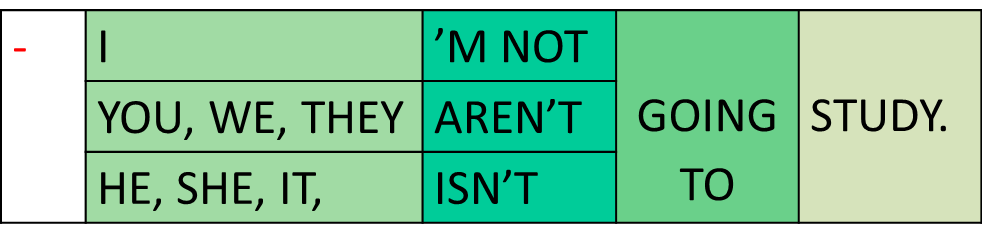 - I ’M NOT
YOU, WE, THEY AREN’T GOING STUDY.
HE, SHE, IT, ISN’T TO